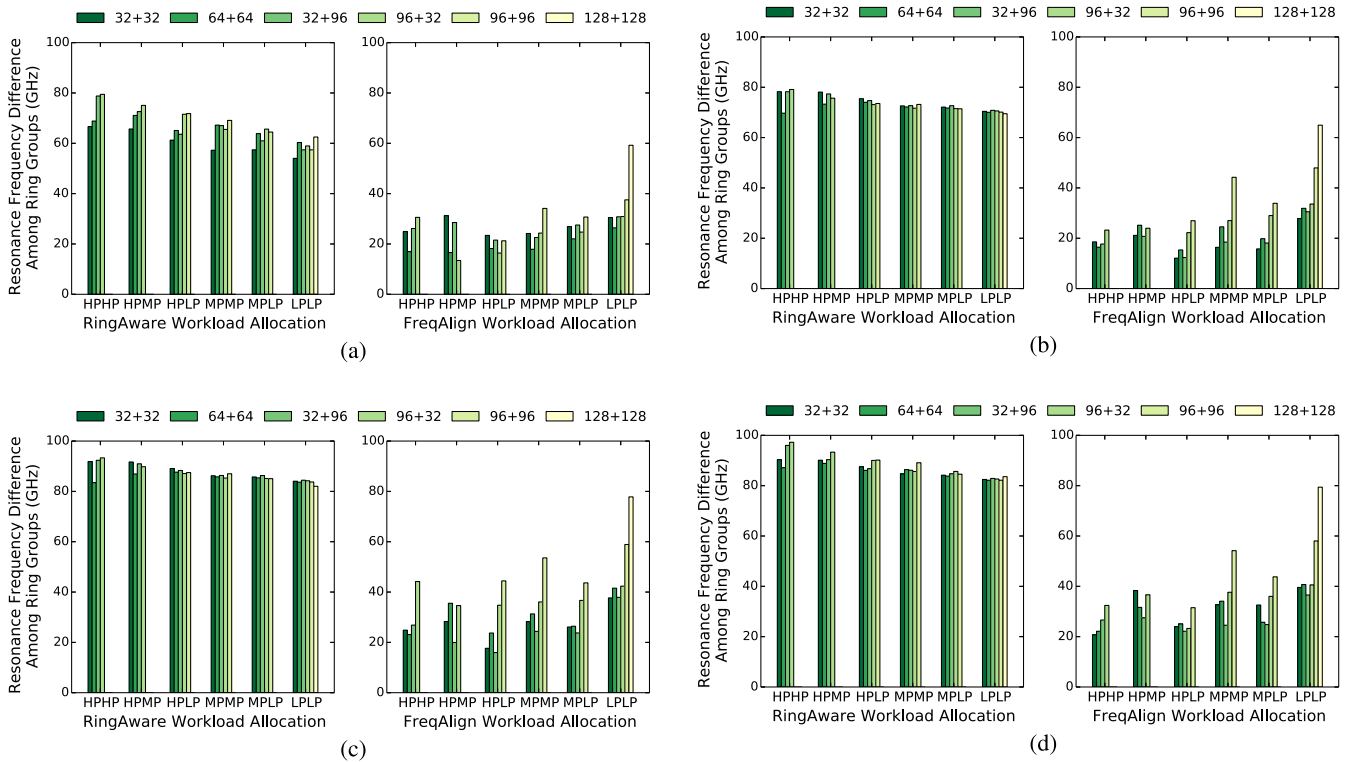 32+32 64+64 32+96 96+32 96+96 128+128
Resonance Frequency Difference
Among Ring Groups (GHz)
100
80
60
40
20
0
HPHP HPMP HPLP MPMP MPLP LPLP
RingAware Workload Allocation
100
80
60
40
20
0
HPHP HPMP HPLP MPMP MPLP LPLP
FreqAlign Workload Allocation
(a)
32+32 64+64 32+96 96+32 96+96 128+128
Resonance Frequency Difference
Among Ring Groups (GHz)
100
80
60
40
20
0
HPHP HPMP HPLP MPMP MPLP LPLP
RingAware Workload Allocation
100
80
60
40
20
0
HPHP HPMP HPLP MPMP MPLP LPLP
FreqAlign Workload Allocation
(b)
32+32 64+64 32+96 96+32 96+96 128+128
Resonance Frequency Difference
Among Ring Groups (GHz)
100
80
60
40
20
0
HPHP HPMP HPLP MPMP MPLP LPLP
RingAware Workload Allocation
100
80
60
40
20
0
HPHP HPMP HPLP MPMP MPLP LPLP
FreqAlign Workload Allocation
(c)
32+32 64+64 32+96 96+32 96+96 128+128
Resonance Frequency Difference
Among Ring Groups (GHz)
100
80
60
40
20
0
HPHP HPMP HPLP MPMP MPLP LPLP
RingAware Workload Allocation
100
80
60
40
20
0
HPHP HPMP HPLP MPMP MPLP LPLP
FreqAlign Workload Allocation
(d)